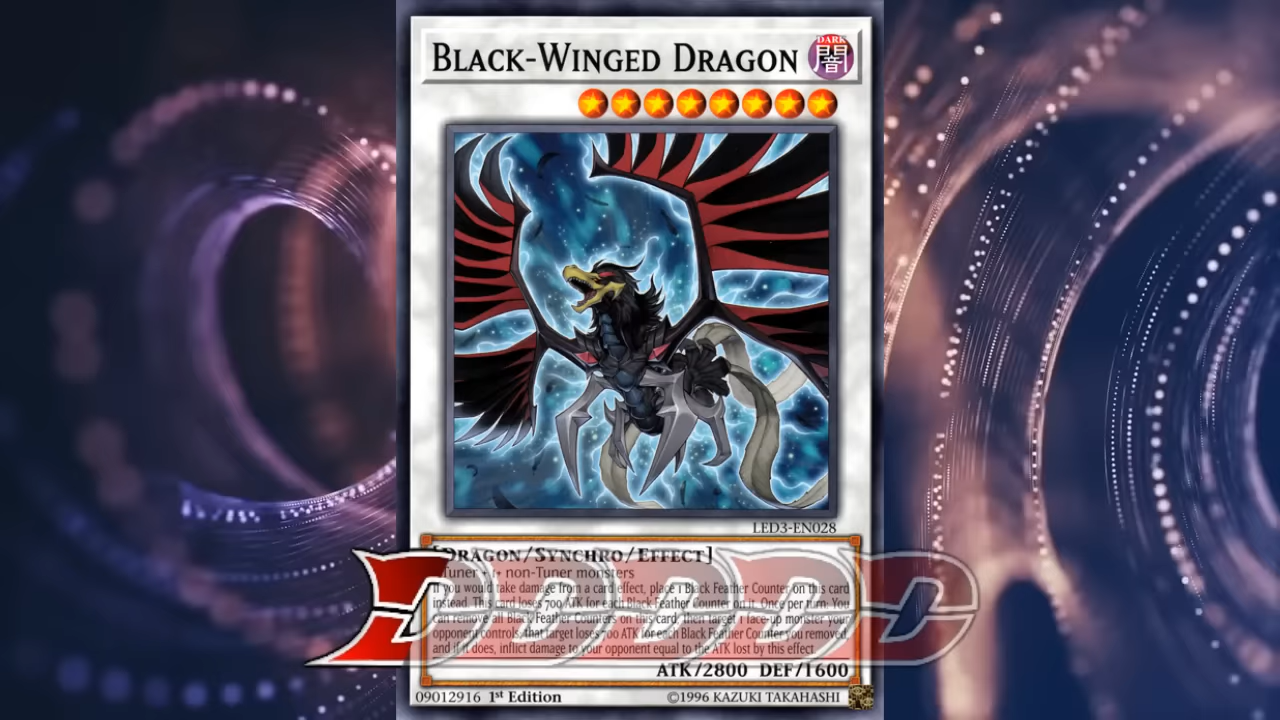 BLACK-WINGED DRAGON
DARK
闇
LED3-EN028
[DRAGON/SYNCHRO/EFFECT]
1 Tuner + 1+ non-Tuner monsters
If you would take damage from a card effect, place 1 Black Feather Counter on this card
instead. This card loses 700 ATK for each Black Feather Counter on it. Once per turn: You
can remove all Black Feather Counters on this card, then target 1 face-up monster your
opponent controls; that target loses 700 ATK for each Black Feather Counter you removed,
and if it does, inflict damage to your opponent equal to the ATK lost by this effect.
ATK/2800 DEF/1600
09012916 1st Edition ©1996 KAZUKI TAKAHASHI